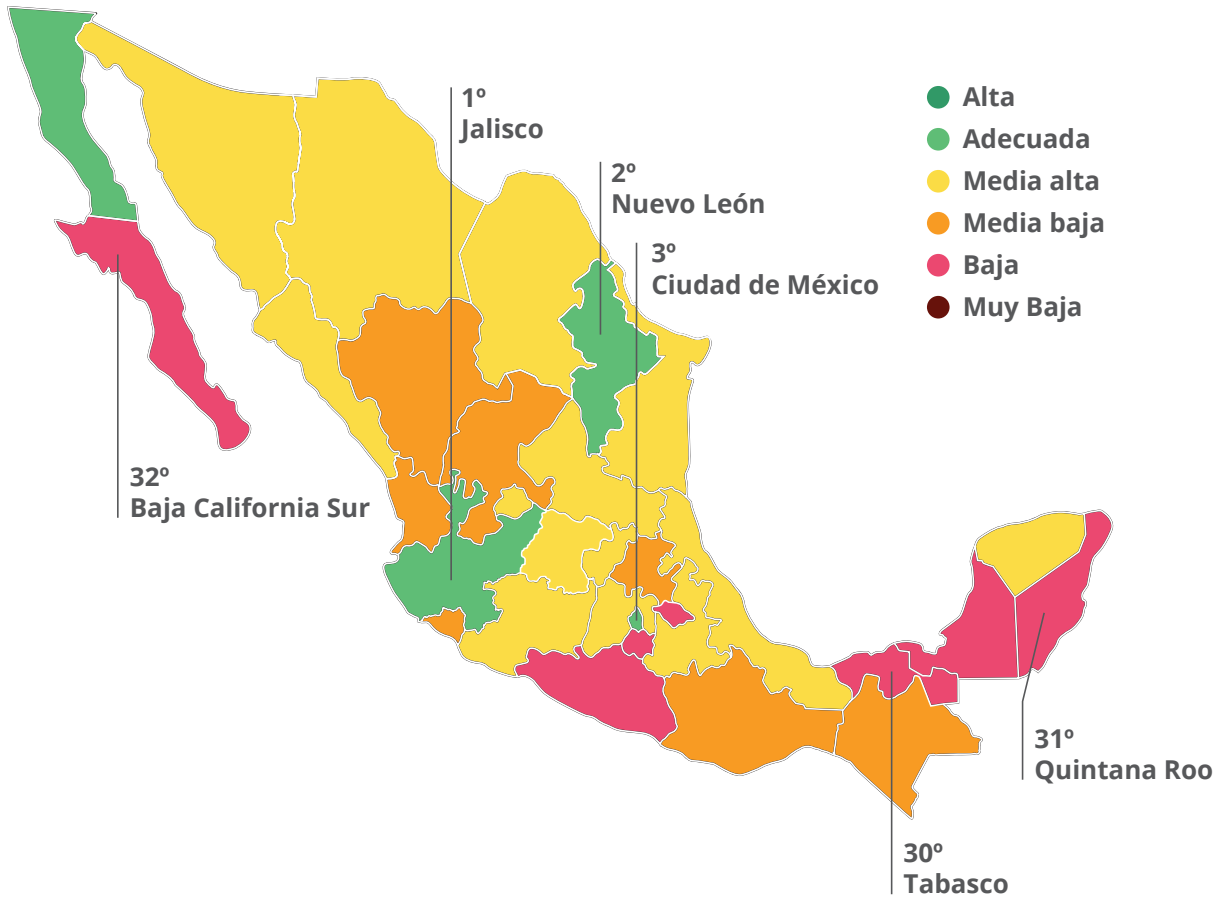 1º
Jalisco
2º
Nuevo León
3º
Ciudad de México
Alta
Adecuada
Media alta
Media baja
Baja
Muy Baja
32º
Baja California Sur
31º
Quintana Roo
30º
Tabasco